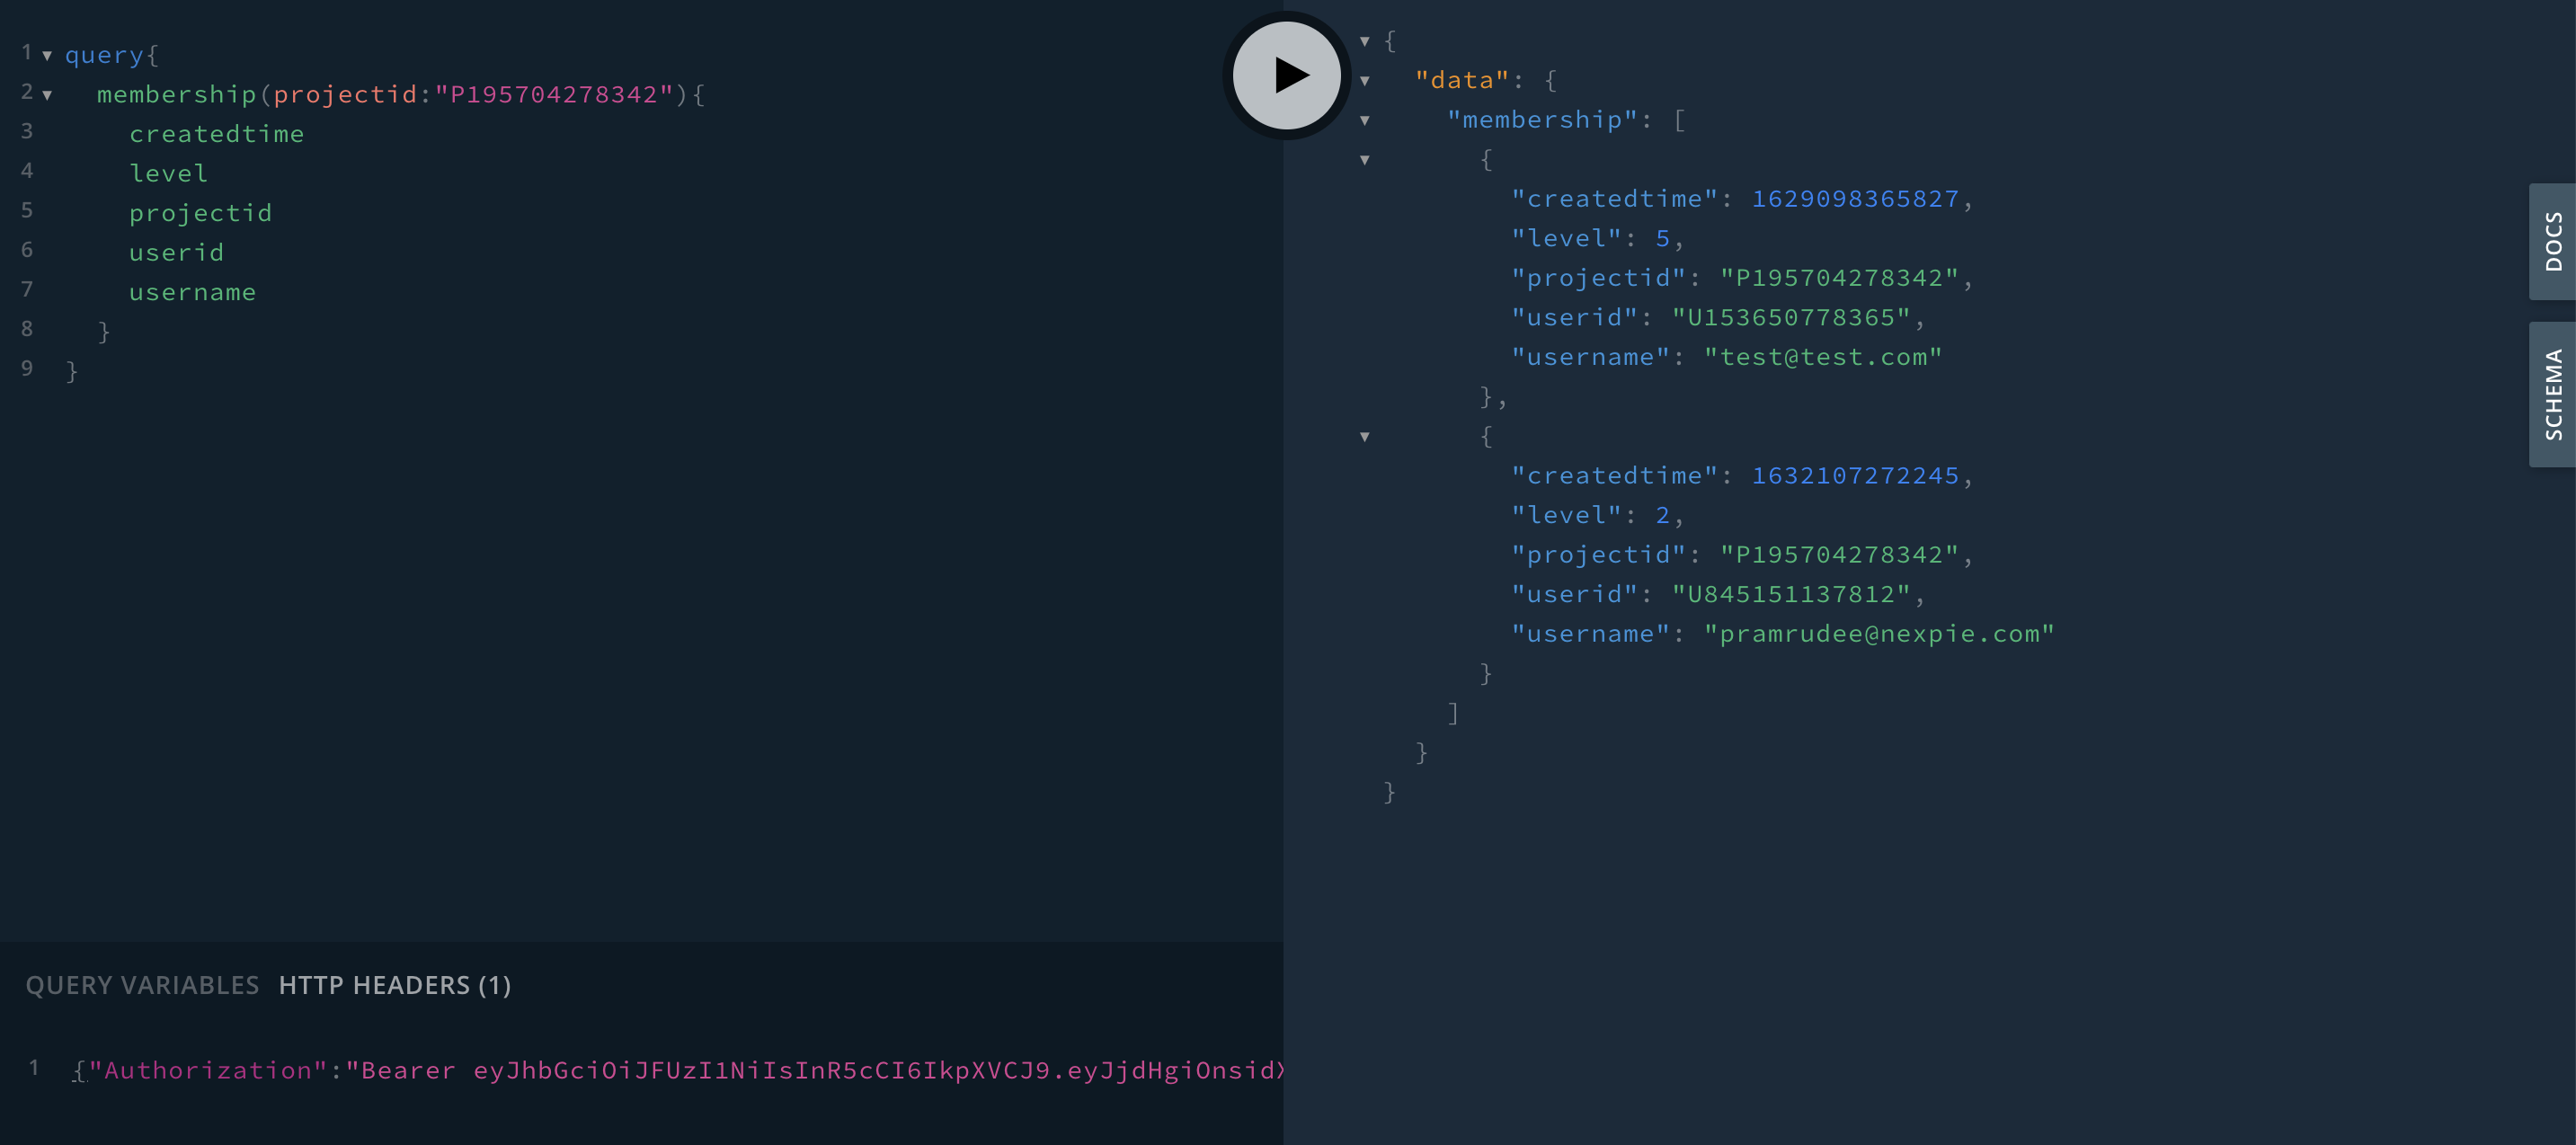 1 query{
2 membership(projectid:"P195704278342"){
3 createdtime
4 level
5 projectid
6 userid
7 username
8 }
9 }
QUERY VARIABLES HTTP HEADERS (1)
1 {"Authorization":"Bearer eyJhbGciOiJFUzI1NiIsInR5cCI6IkpXVCJ9.eyJjdHgiOnsidX
{
"data": {
"membership": [
{
"createdtime": 1629098365827,
"level": 5,
"projectid": "P195704278342",
"userid": "U153650778365",
"username": "test@test.com"
},
{
"createdtime": 1632107272245,
"level": 2,
"projectid": "P195704278342",
"userid": "U845151137812",
"username": "pramrudee@nexpie.com"
}
]
}
}
DOCS
SCHEMA